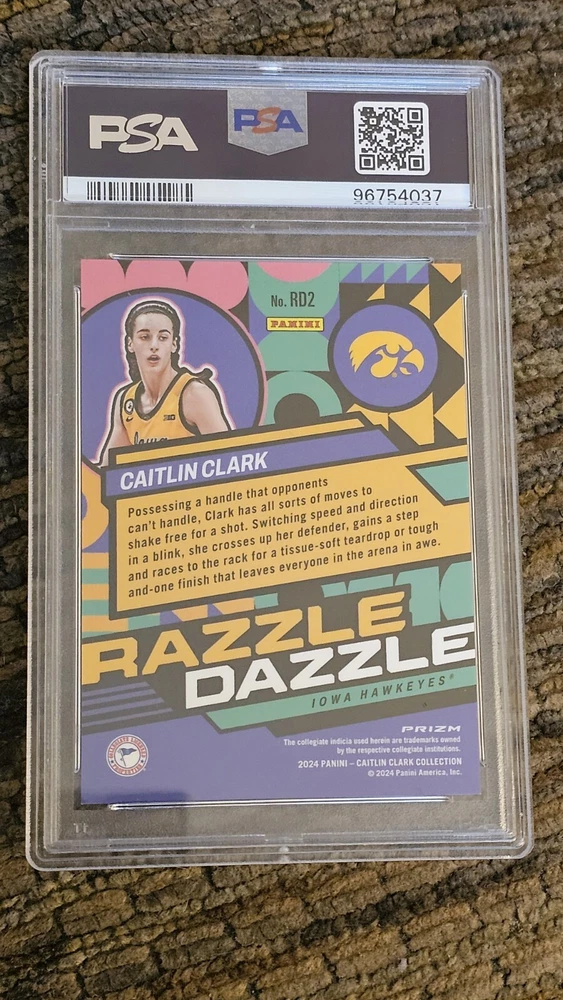 PSA
PSA
96754037
No. RD2
PANINI
Iowa
CAITLIN CLARK
Possessing a handle that opponents
can't handle, Clark has all sorts of moves to
shake free for a shot. Switching speed and direction
in a blink, she crosses up her defender, gains a step
and races to the rack for a tissue-soft teardrop or tough
and-one finish that leaves everyone in the arena in awe.
RAZZLE
DAZZLE
IOWA HAWKEYES®
PRIZM
The collegiate indicia used herein are trademarks owned
by the respective collegiate institutions.
2024 PANINI – CAITLIN CLARK COLLECTION
© 2024 Panini America, Inc.